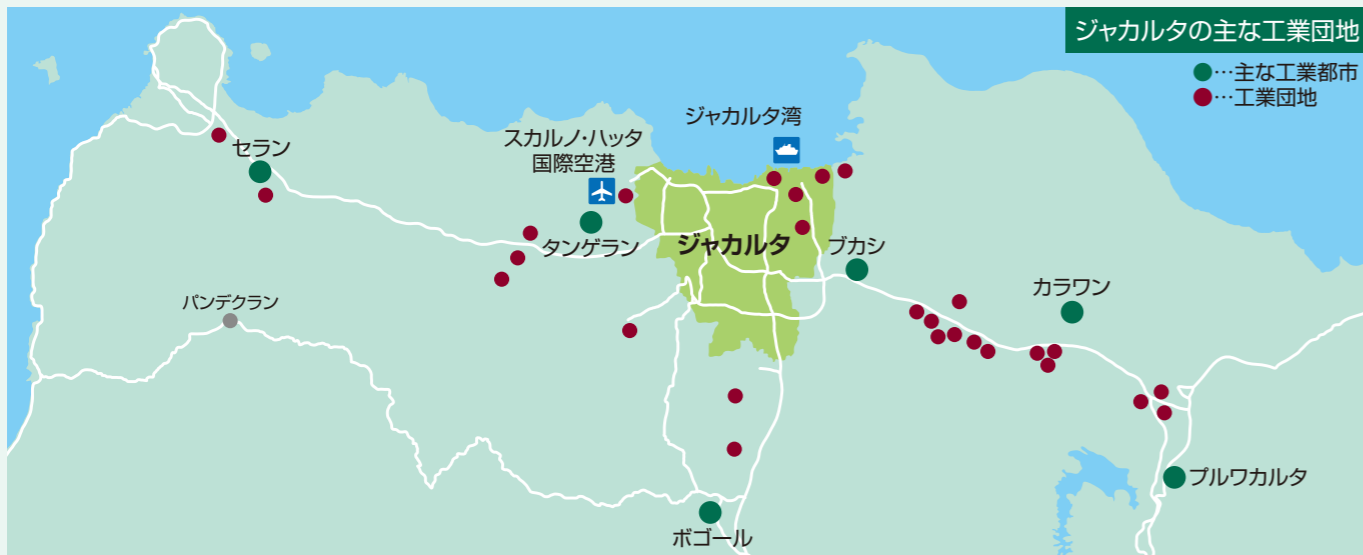 ジャカルタの主な工業団地
●…主な工業都市
●…工業団地
ジャカルタ湾
スカルノ・ハッタ
国際空港
セラン
タンゲラン
ジャカルタ
ブカシ
カラワン
パンデクラン
プルワカルタ
ボゴール